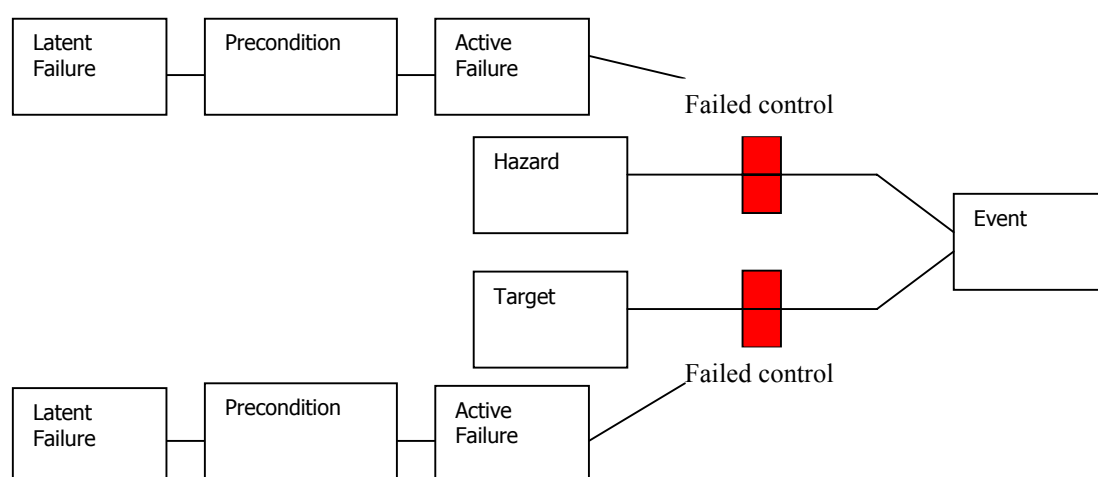 Latent
Failure
Precondition
Active
Failure
Failed control
Hazard
Event
Target
Failed control
Latent
Failure
Precondition
Active
Failure